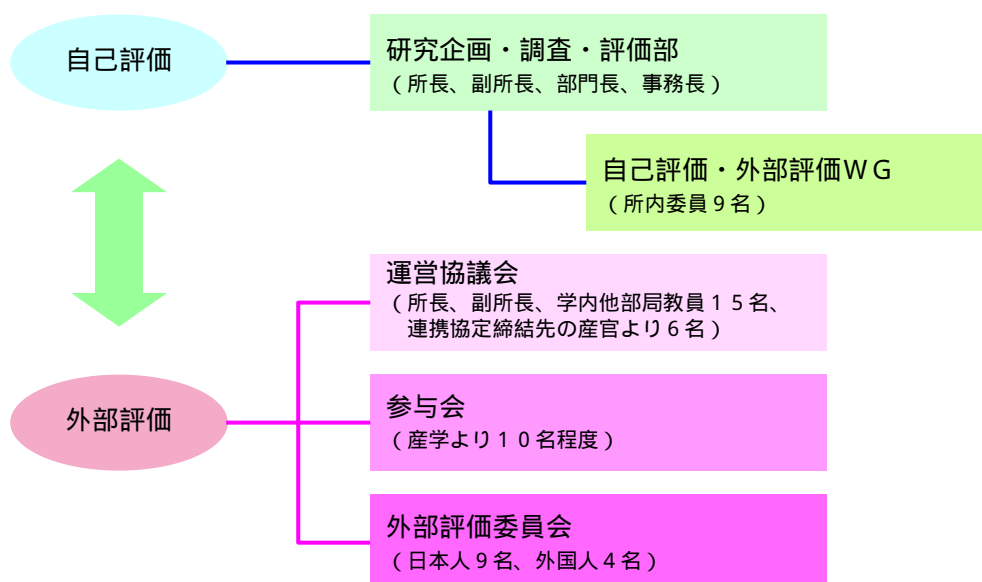 自己評価
研究企画・調査・評価部
（所長、副所長、部門長、事務長）
自己評価・外部評価ＷＧ
（所内委員９名）
運営協議会
（所長、副所長、学内他部局教員１５名、
連携協定締結先の産官より６名）
外部評価
参与会
（産学より１０名程度）
外部評価委員会
（日本人９名、外国人４名）